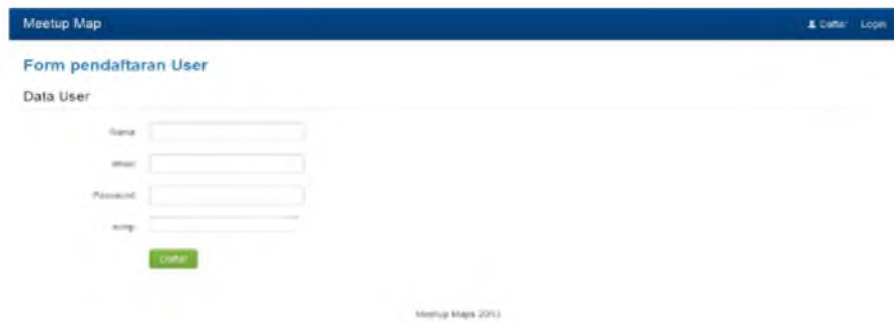 Meetup Map Daftar Login
Form pendaftaran User
Data User
Nama
email
Password
Daftar
Meetup Maps 2013